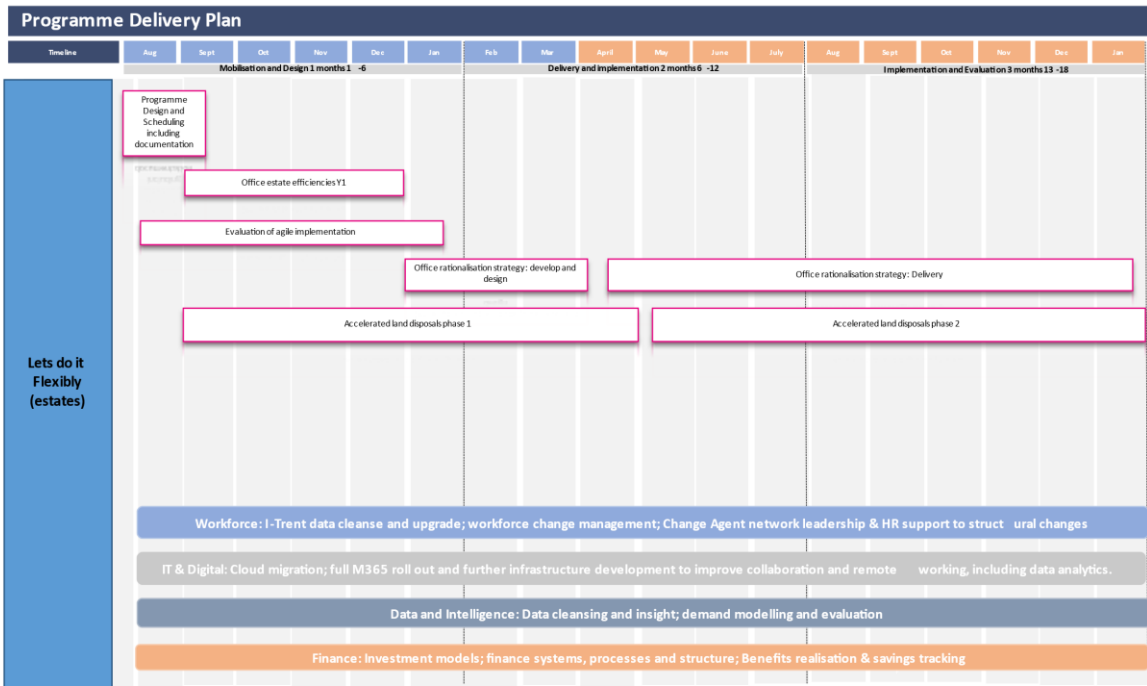 Programme Delivery Plan
Timeline
Aug
Sept
Oct
Nov
Dec
Jan
Feb
Mar
April
May
June
July
Aug
Sept
Oct
Nov
Dec
Jan
Mobilisation and Design 1 months 1 -6
Delivery and implementation 2 months 6 -12
Implementation and Evaluation 3 months 13 -18
Programme
Design and
Scheduling
including
documentation
Office estate efficiencies Y1
Evaluation of agile implementation
Office rationalisation strategy: develop and
design
Office rationalisation strategy: Delivery
Accelerated land disposals phase 1
Accelerated land disposals phase 2
Lets do it
Flexibly
(estates)
Workforce: I-Trent data cleanse and upgrade; workforce change management; Change Agent network leadership & HR support to struct ural changes
IT & Digital: Cloud migration; full M365 roll out and further infrastructure development to improve collaboration and remote working, including data analytics.
Data and Intelligence: Data cleansing and insight; demand modelling and evaluation
Finance: Investment models; finance systems, processes and structure; Benefits realisation & savings tracking